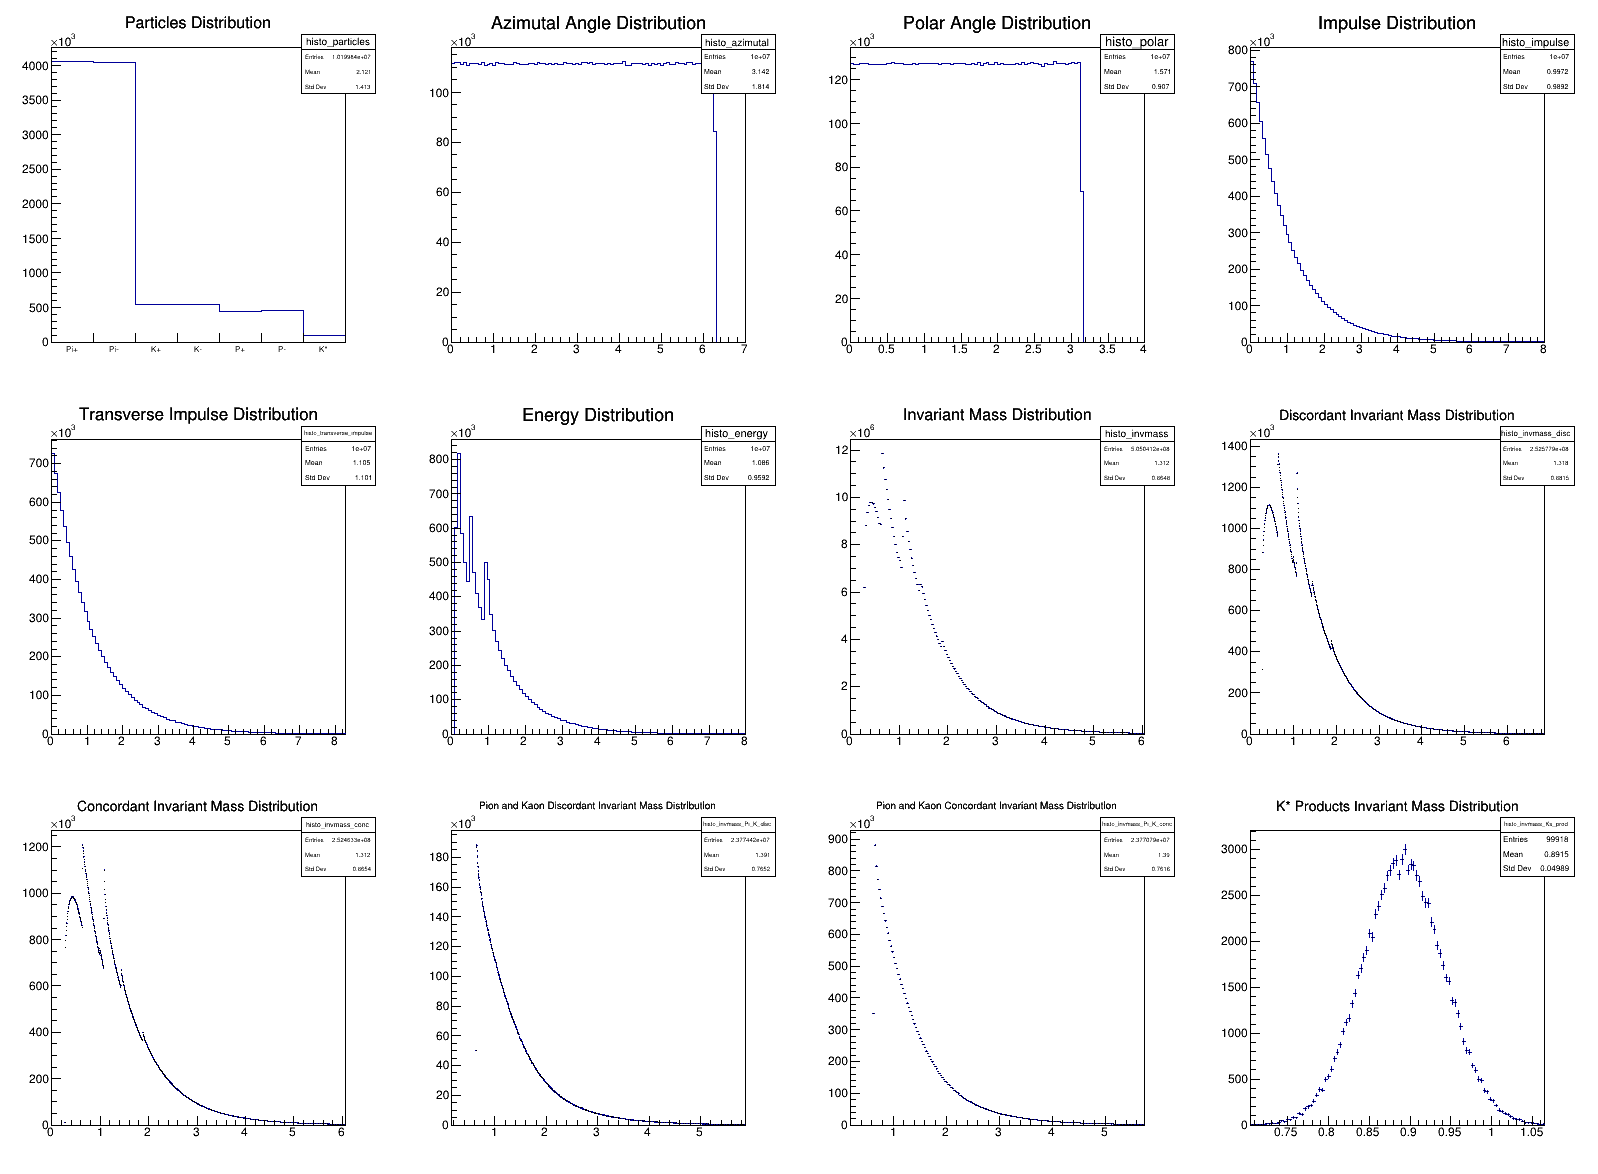 Particles Distribution
×10³
histo_particles
Entries 1.019984e+07
Mean 2.121
Std Dev 1.413
4000
3500
3000
2500
2000
1500
1000
500
0
Pi+ Pi- K+ K- P+ P- K*
Azimutal Angle Distribution
×10³
histo_azimutal
Entries 1e+07
Mean 3.142
Std Dev 1.814
100
80
60
40
20
0
0 1 2 3 4 5 6 7
Polar Angle Distribution
×10³
histo_polar
Entries 1e+07
Mean 1.571
Std Dev 0.907
120
100
80
60
40
20
0
0 0.5 1 1.5 2 2.5 3 3.5 4
Impulse Distribution
×10³
histo_impulse
Entries 1e+07
Mean 0.9972
Std Dev 0.9892
800
700
600
500
400
300
200
100
0
0 1 2 3 4 5 6 7 8
Transverse Impulse Distribution
×10³
histo_transverse_impulse
Entries 1e+07
Mean 1.105
Std Dev 1.101
700
600
500
400
300
200
100
0
0 1 2 3 4 5 6 7 8
Energy Distribution
×10³
histo_energy
Entries 1e+07
Mean 1.086
Std Dev 0.9592
800
700
600
500
400
300
200
100
0
0 1 2 3 4 5 6 7 8
Invariant Mass Distribution
×10⁶
histo_invmass
Entries 5.050412e+08
Mean 1.312
Std Dev 0.6646
12
10
8
6
4
2
0
0 1 2 3 4 5 6
Discordant Invariant Mass Distribution
×10³
histo_invmass_disc
Entries 2.525779e+08
Mean 1.318
Std Dev 0.6815
1400
1200
1000
800
600
400
200
0
0 1 2 3 4 5 6
Concordant Invariant Mass Distribution
×10³
histo_invmass_conc
Entries 2.524633e+08
Mean 1.312
Std Dev 0.6654
1200
1000
800
600
400
200
0
0 1 2 3 4 5 6
Pion and Kaon Discordant Invariant Mass Distribution
×10³
histo_invmass_Pi_K_disc
Entries 2.377442e+07
Mean 1.391
Std Dev 0.7652
180
160
140
120
100
80
60
40
20
0
1 2 3 4 5
Pion and Kaon Concordant Invariant Mass Distribution
×10³
histo_invmass_Pi_K_conc
Entries 2.377079e+07
Mean 1.39
Std Dev 0.7616
900
800
700
600
500
400
300
200
100
0
1 2 3 4 5
K* Products Invariant Mass Distribution
histo_invmass_Ks_prod
Entries 99918
Mean 0.8915
Std Dev 0.04989
3000
2500
2000
1500
1000
500
0
0.75 0.8 0.85 0.9 0.95 1 1.05